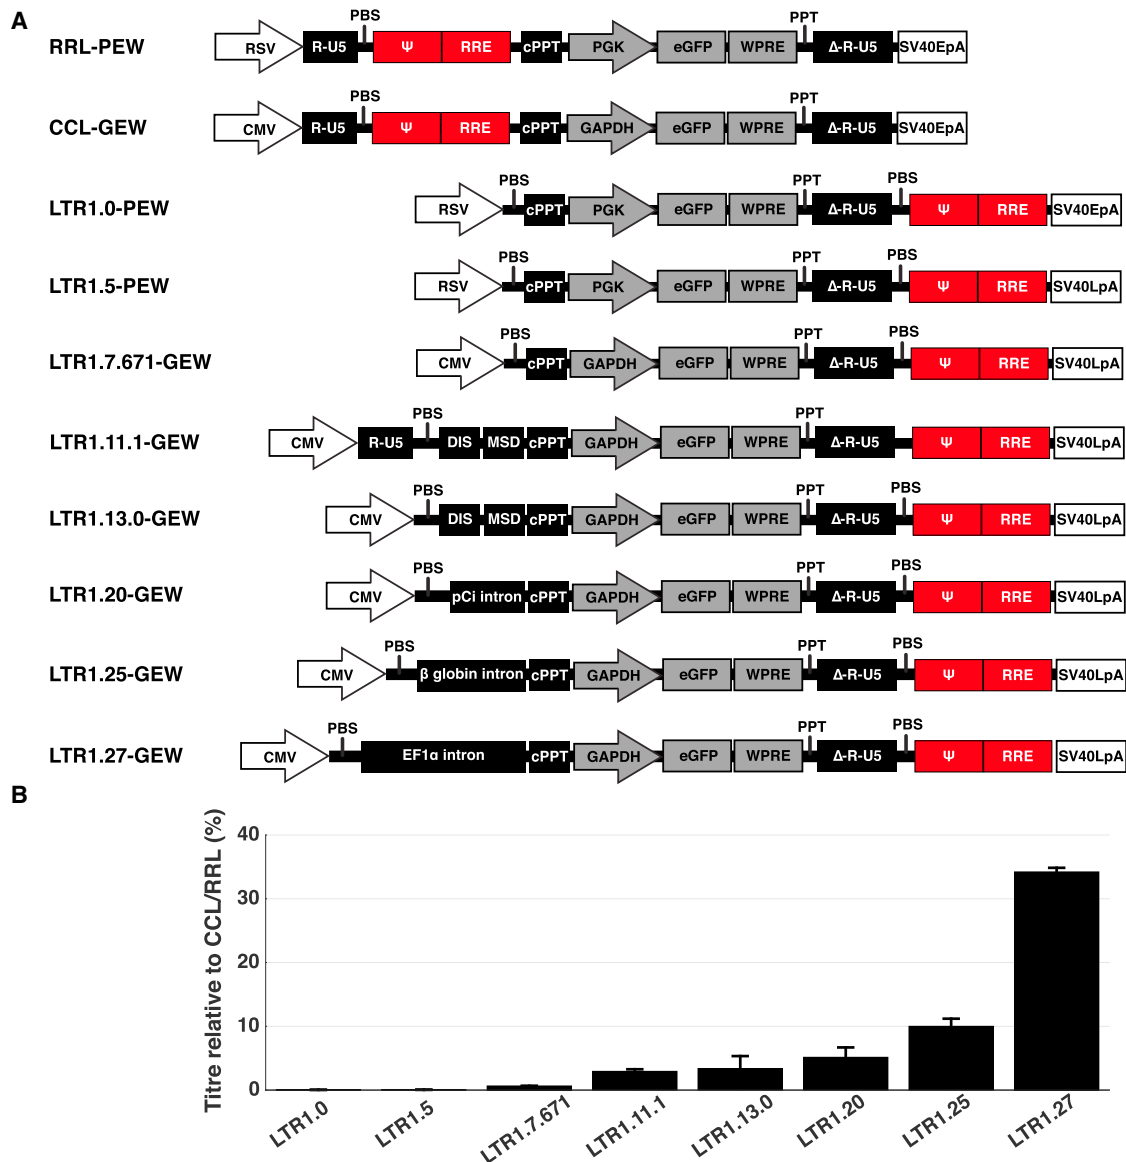 A
RRL-PEW RSV R-U5 PBS Ψ RRE cPPT PGK eGFP WPRE PPT Δ-R-U5 SV40EpA
CCL-GEW CMV R-U5 PBS Ψ RRE cPPT GAPDH eGFP WPRE PPT Δ-R-U5 SV40EpA
LTR1.0-PEW RSV PBS cPPT PGK eGFP WPRE PPT Δ-R-U5 PBS Ψ RRE SV40EpA
LTR1.5-PEW RSV PBS cPPT PGK eGFP WPRE PPT Δ-R-U5 PBS Ψ RRE SV40LpA
LTR1.7.671-GEW CMV PBS cPPT GAPDH eGFP WPRE PPT Δ-R-U5 PBS Ψ RRE SV40LpA
LTR1.11.1-GEW CMV R-U5 PBS DIS MSD cPPT GAPDH eGFP WPRE PPT Δ-R-U5 Ψ RRE SV40LpA
LTR1.13.0-GEW CMV PBS DIS MSD cPPT GAPDH eGFP WPRE PPT Δ-R-U5 PBS Ψ RRE SV40LpA
LTR1.20-GEW CMV PBS pCi intron cPPT GAPDH eGFP WPRE PPT Δ-R-U5 PBS Ψ RRE SV40LpA
LTR1.25-GEW CMV PBS β globin intron cPPT GAPDH eGFP WPRE PPT Δ-R-U5 PBS Ψ RRE SV40LpA
LTR1.27-GEW CMV PBS EF1α intron cPPT GAPDH eGFP WPRE PPT Δ-R-U5 PBS Ψ RRE SV40LpA
B
Titre relative to CCL/RRL (%)
40
30
20
10
0
LTR1.0 LTR1.5 LTR1.7.671 LTR1.11.1 LTR1.13.0 LTR1.20 LTR1.25 LTR1.27